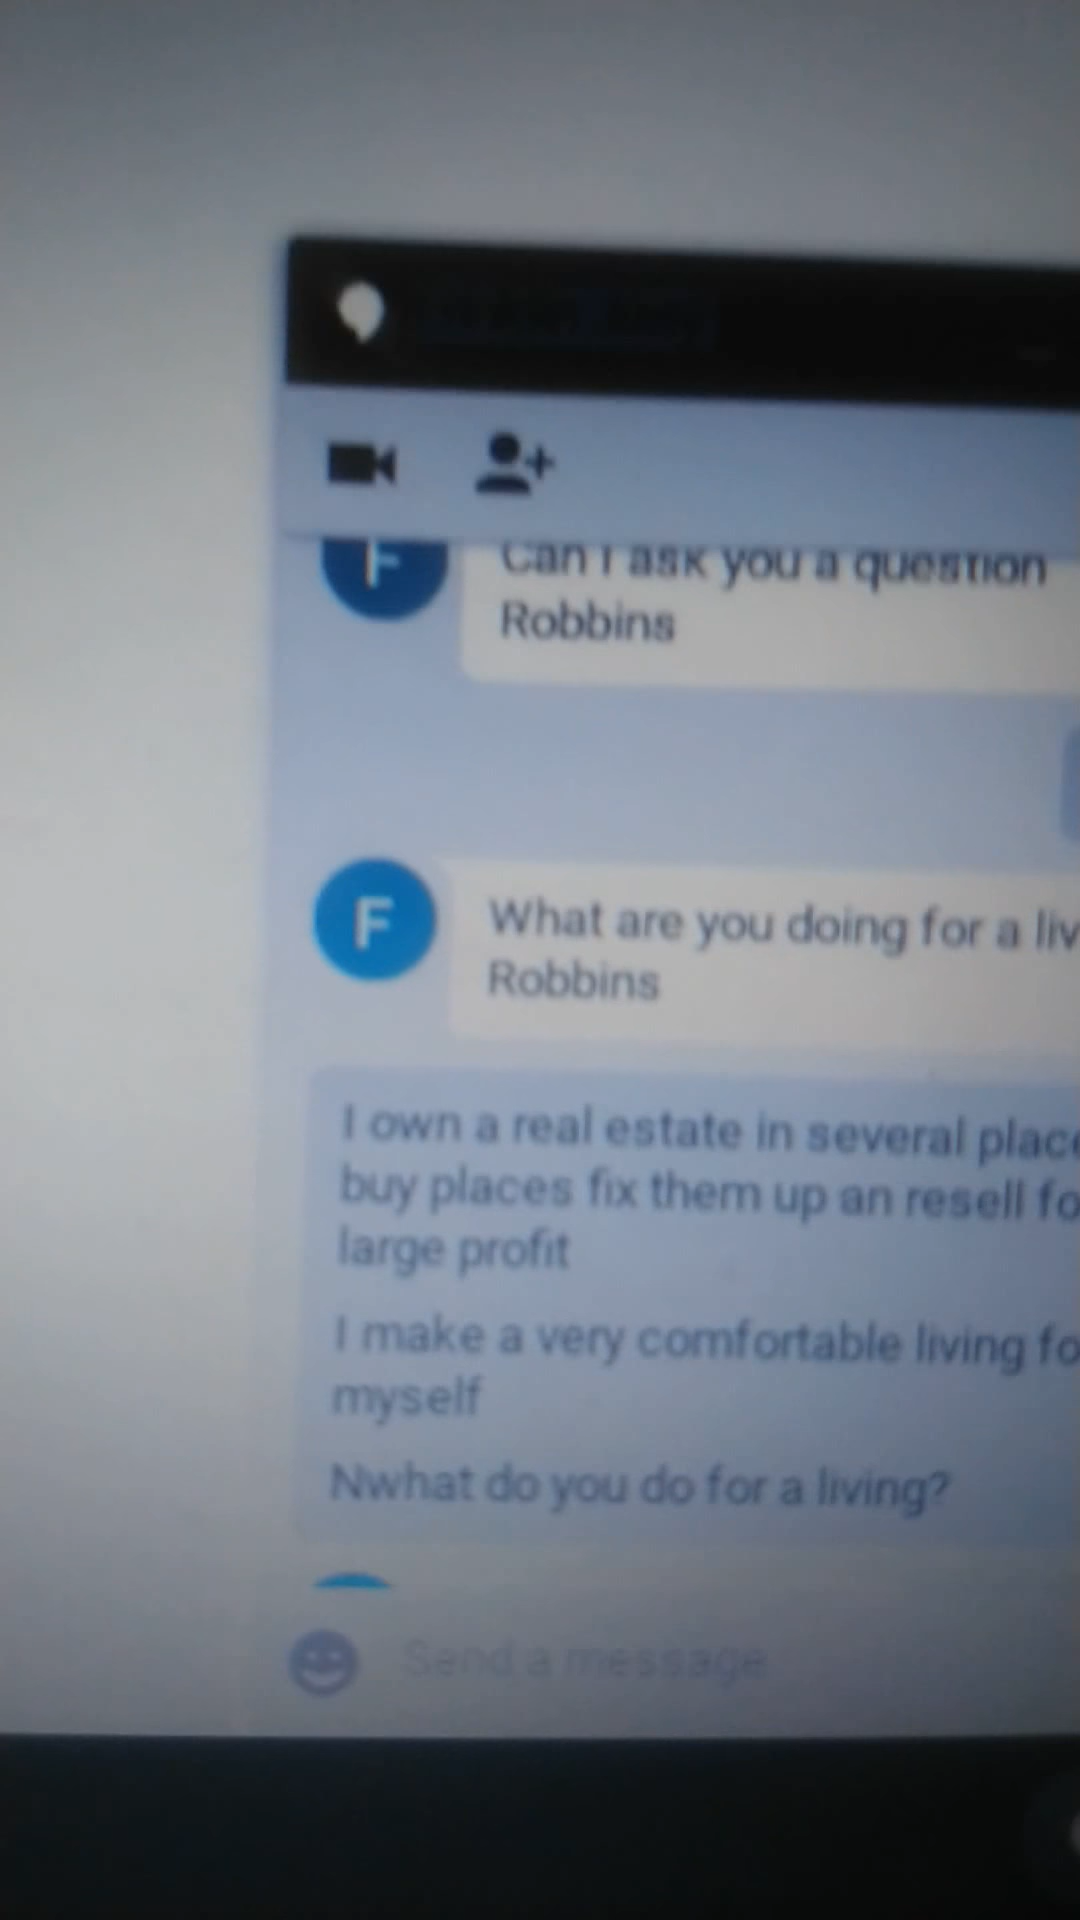 F
Can I ask you a question
Robbins
F
What are you doing for a liv
Robbins
I own a real estate in several place
buy places fix them up an resell fo
large profit
I make a very comfortable living fo
myself
Nwhat do you do for a living?
Send a message